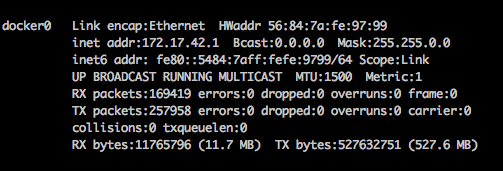 docker0 Link encap:Ethernet HWaddr 56:84:7a:fe:97:99
inet addr:172.17.42.1 Bcast:0.0.0.0 Mask:255.255.0.0
inet6 addr: fe80::5484:7aff:fefe:9799/64 Scope:Link
UP BROADCAST RUNNING MULTICAST MTU:1500 Metric:1
RX packets:169419 errors:0 dropped:0 overruns:0 frame:0
TX packets:257958 errors:0 dropped:0 overruns:0 carrier:0
collisions:0 txqueuelen:0
RX bytes:11765796 (11.7 MB) TX bytes:527632751 (527.6 MB)